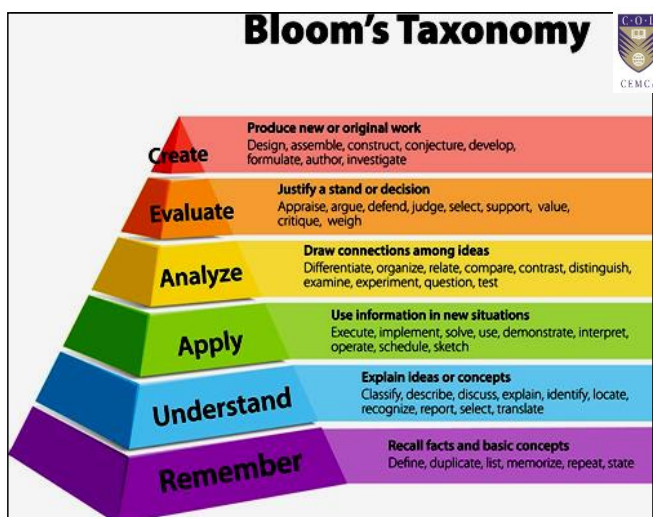 Bloom's Taxonomy
C·O·L
CEMCA
Create
Produce new or original work
Design, assemble, construct, conjecture, develop,
formulate, author, investigate
Evaluate
Justify a stand or decision
Appraise, argue, defend, judge, select, support, value,
critique, weigh
Analyze
Draw connections among ideas
Differentiate, organize, relate, compare, contrast, distinguish,
examine, experiment, question, test
Apply
Use information in new situations
Execute, implement, solve, use, demonstrate, interpret,
operate, schedule, sketch
Understand
Explain ideas or concepts
Classify, describe, discuss, explain, identify, locate,
recognize, report, select, translate
Remember
Recall facts and basic concepts
Define, duplicate, list, memorize, repeat, state